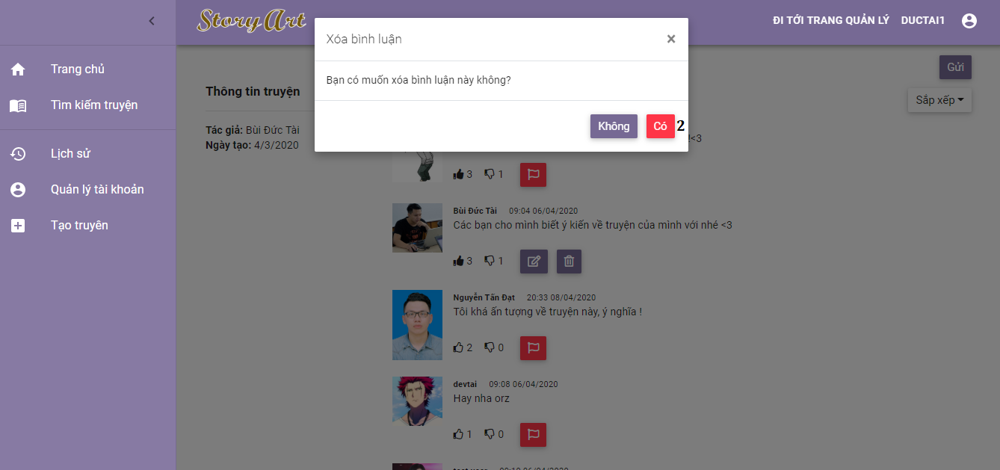 Story Art
ĐI TỚI TRANG QUẢN LÝ DUCTAI1
Trang chủ
Tìm kiếm truyện
Lịch sử
Quản lý tài khoản
Tạo truyên
Xóa bình luận ×
Bạn có muốn xóa bình luận này không?
Không Có 2
Gửi
Sắp xếp
Thông tin truyện
Tác giả: Bùi Đức Tài
Ngày tạo: 4/3/2020
!<3
3 1
Bùi Đức Tài 09:04 06/04/2020
Các bạn cho mình biết ý kiến về truyện của mình với nhé <3
3 1
Nguyễn Tấn Đạt 20:33 08/04/2020
Tôi khá ấn tượng về truyện này, ý nghĩa !
2 0
devtai 09:08 06/04/2020
Hay nha orz
1 0